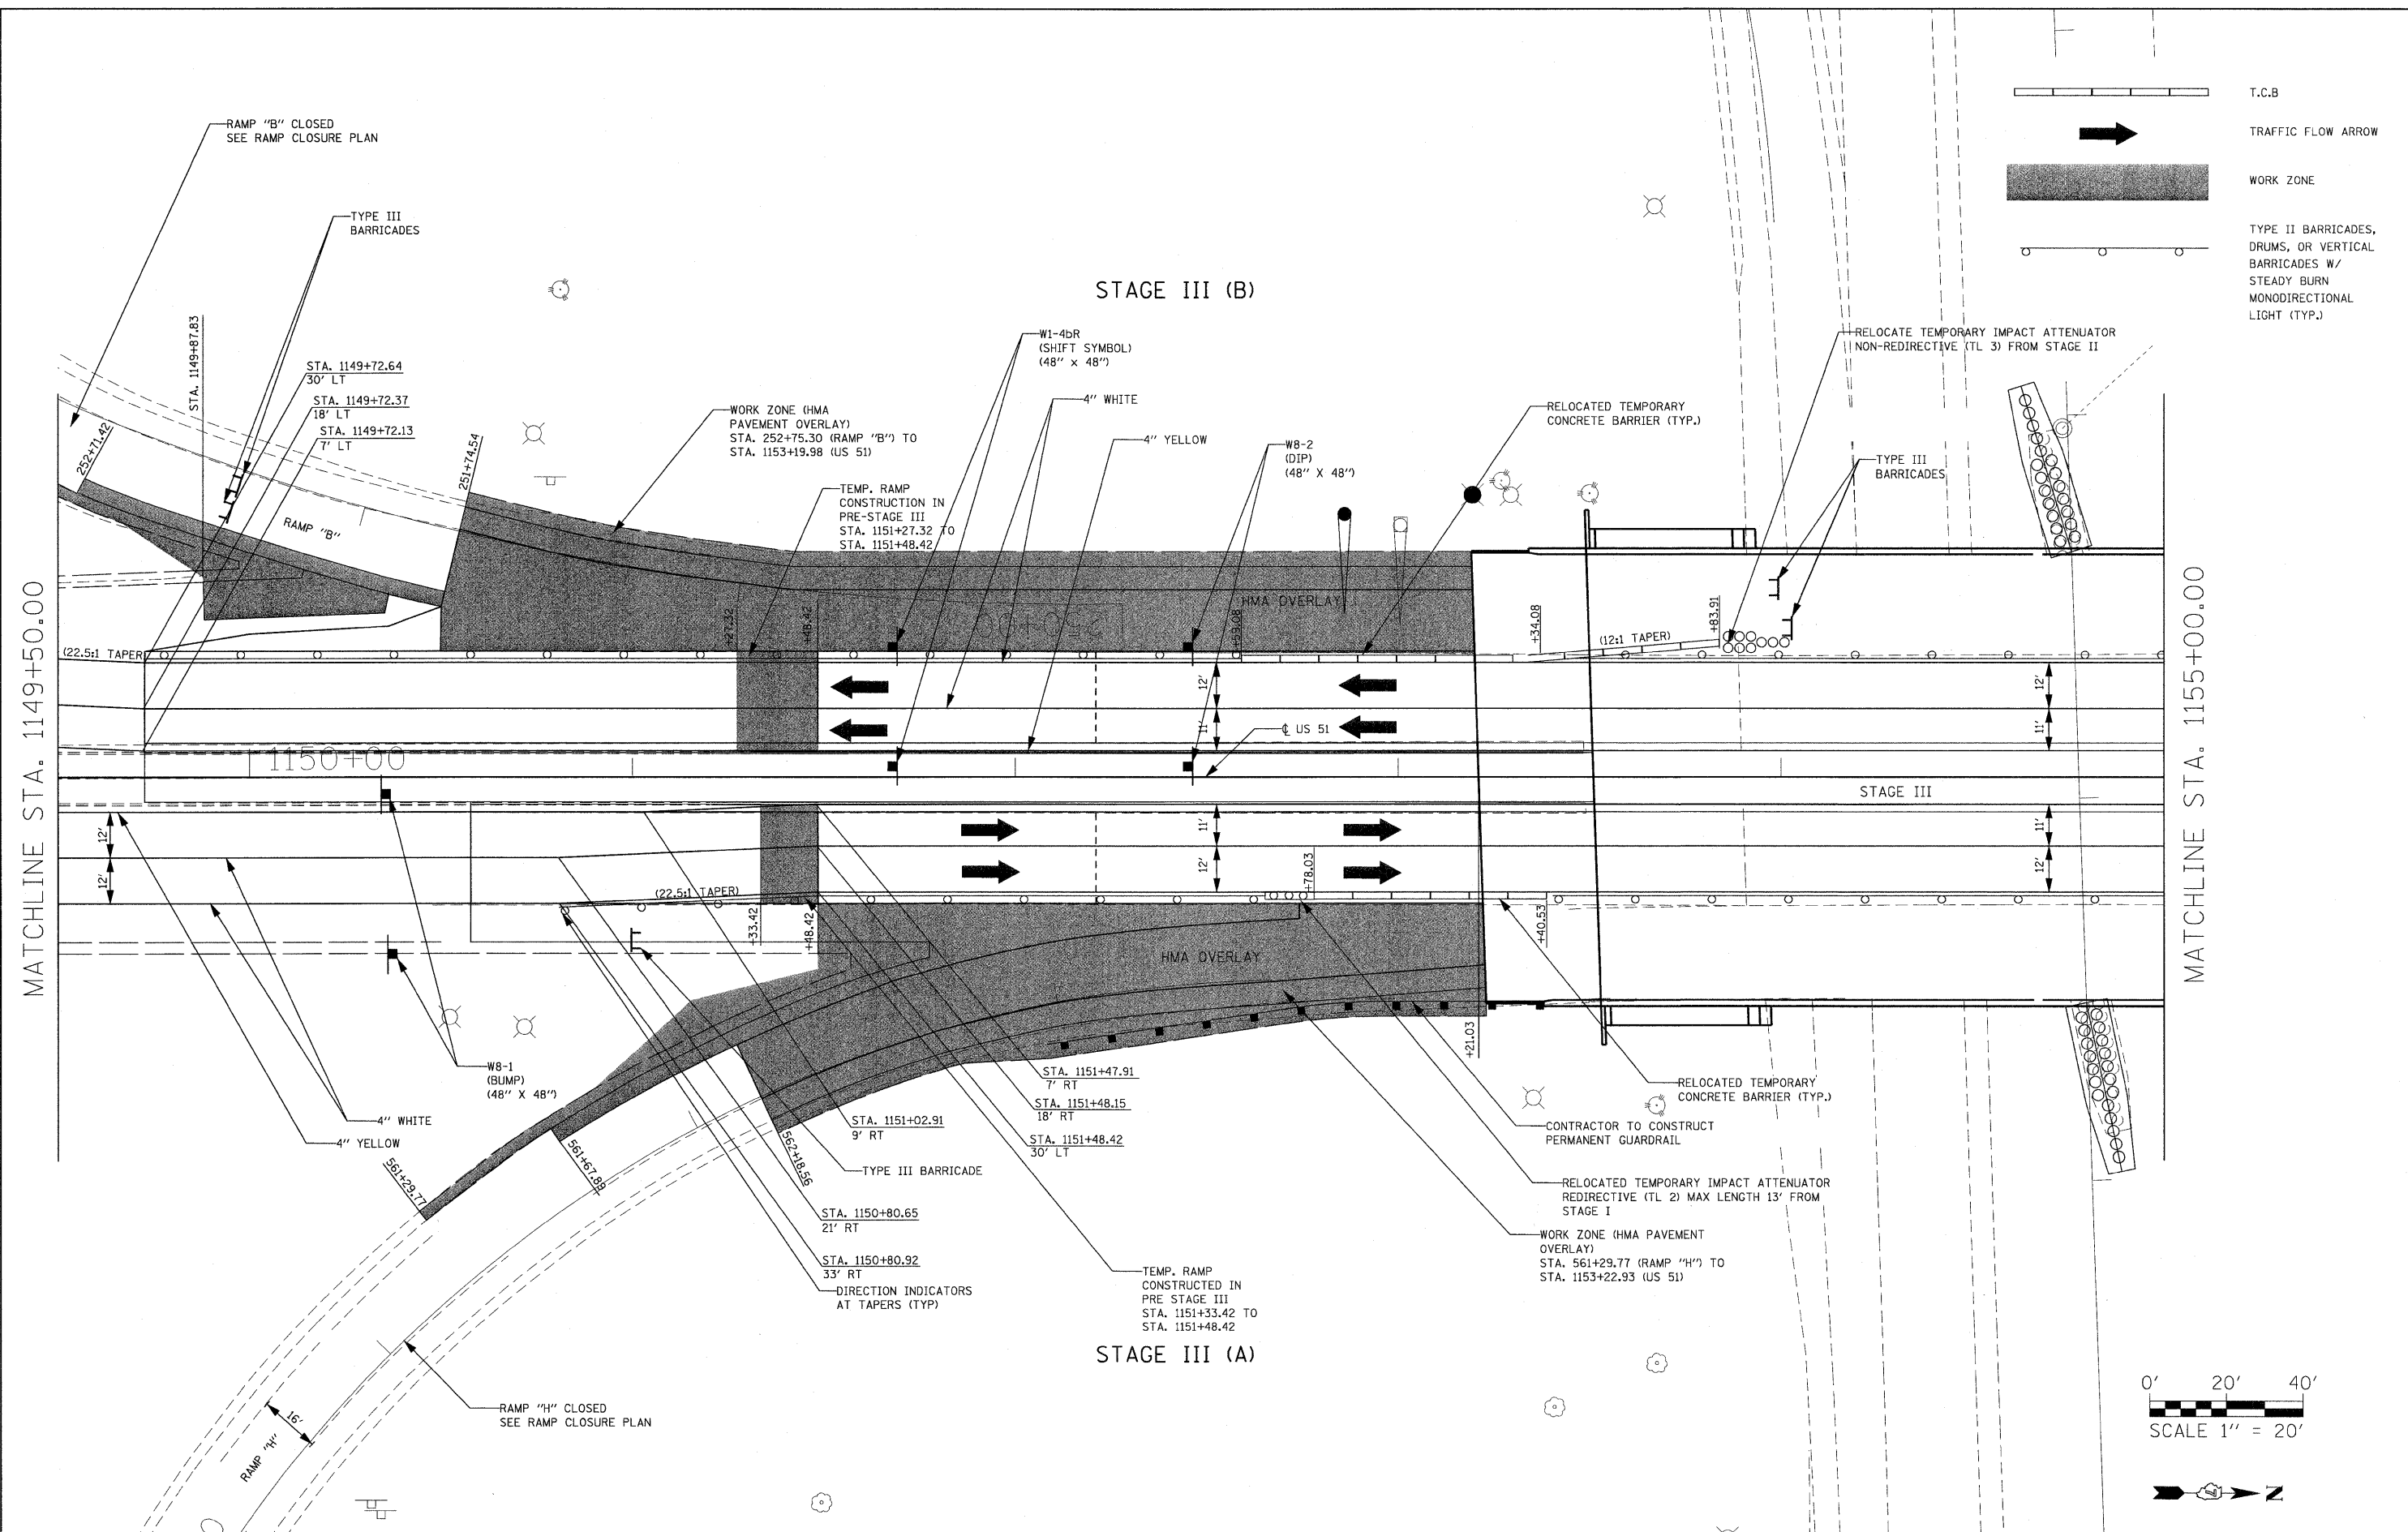 T.C.B
TRAFFIC FLOW ARROW
WORK ZONE
TYPE II BARRICADES,
DRUMS, OR VERTICAL
BARRICADES W/
STEADY BURN
MONODIRECTIONAL
LIGHT (TYP.)
RAMP "B" CLOSED
SEE RAMP CLOSURE PLAN
TYPE III
BARRICADES
STAGE III (B)
STA. 1149+87.83
STA. 1149+72.64
30' LT
STA. 1149+72.37
18' LT
STA. 1149+72.13
7' LT
252+71.42
251+74.54
RAMP "B"
WORK ZONE (HMA
PAVEMENT OVERLAY)
STA. 252+75.30 (RAMP "B") TO
STA. 1153+19.98 (US 51)
TEMP. RAMP
CONSTRUCTION IN
PRE-STAGE III
STA. 1151+27.32 TO
STA. 1151+48.42
W1-4bR
(SHIFT SYMBOL)
(48" x 48")
4" WHITE
4" YELLOW
W8-2
(DIP)
(48" X 48")
RELOCATED TEMPORARY
CONCRETE BARRIER (TYP.)
RELOCATE TEMPORARY IMPACT ATTENUATOR
NON-REDIRECTIVE (TL 3) FROM STAGE II
TYPE III
BARRICADES
HMA OVERLAY
+27.32
+48.42
+59.08
+34.08
+83.91
(12:1 TAPER)
(22.5:1 TAPER)
MATCHLINE STA. 1149+50.00
MATCHLINE STA. 1155+00.00
12'
11'
12'
11'
℄ US 51
1150+00
STAGE III
12'
12'
11'
12'
11'
12'
(22.5:1 TAPER)
+33.42
+48.42
+78.03
+40.53
+21.03
HMA OVERLAY
W8-1
(BUMP)
(48" X 48")
4" WHITE
4" YELLOW
561+29.77
561+67.89
562+18.56
STA. 1151+47.91
7' RT
STA. 1151+48.15
18' RT
STA. 1151+48.42
30' LT
STA. 1151+02.91
9' RT
TYPE III BARRICADE
STA. 1150+80.65
21' RT
STA. 1150+80.92
33' RT
DIRECTION INDICATORS
AT TAPERS (TYP)
TEMP. RAMP
CONSTRUCTED IN
PRE STAGE III
STA. 1151+33.42 TO
STA. 1151+48.42
RELOCATED TEMPORARY
CONCRETE BARRIER (TYP.)
CONTRACTOR TO CONSTRUCT
PERMANENT GUARDRAIL
RELOCATED TEMPORARY IMPACT ATTENUATOR
REDIRECTIVE (TL 2) MAX LENGTH 13' FROM
STAGE I
WORK ZONE (HMA PAVEMENT
OVERLAY)
STA. 561+29.77 (RAMP "H") TO
STA. 1153+22.93 (US 51)
STAGE III (A)
RAMP "H" CLOSED
SEE RAMP CLOSURE PLAN
16'
RAMP "H"
0' 20' 40'
SCALE 1" = 20'
N